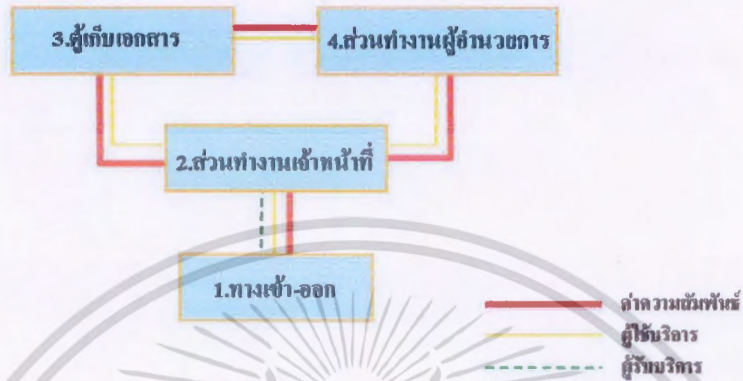 3.ตู้เก็บเอกสาร
4.ส่วนทำงานผู้อำนวยการ
2.ส่วนทำงานเจ้าหน้าที่
1.ทางเข้า-ออก
ค่าความสัมพันธ์
ผู้ใช้บริการ
ผู้รับบริการ